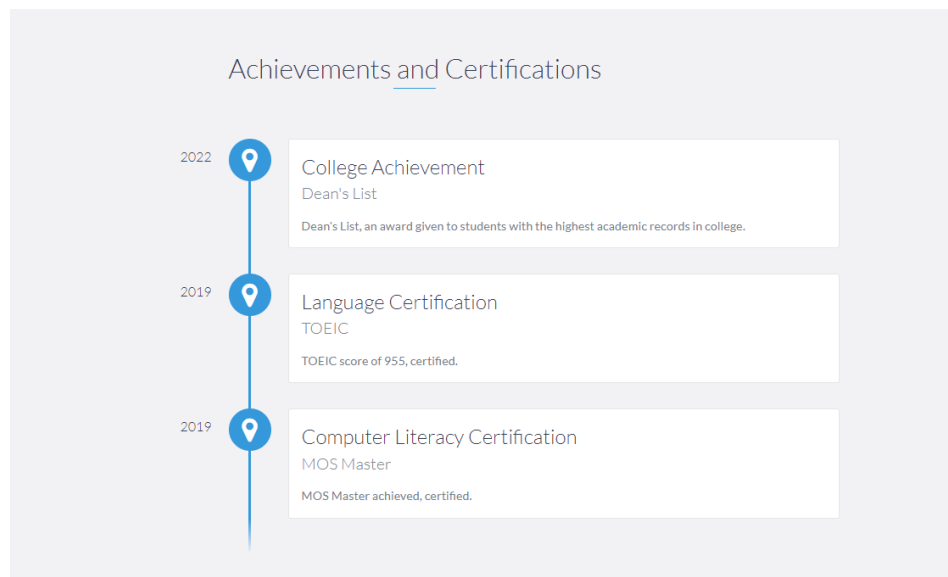 Achievements and Certifications
2022
College Achievement
Dean's List
Dean's List, an award given to students with the highest academic records in college.
2019
Language Certification
TOEIC
TOEIC score of 955, certified.
2019
Computer Literacy Certification
MOS Master
MOS Master achieved, certified.